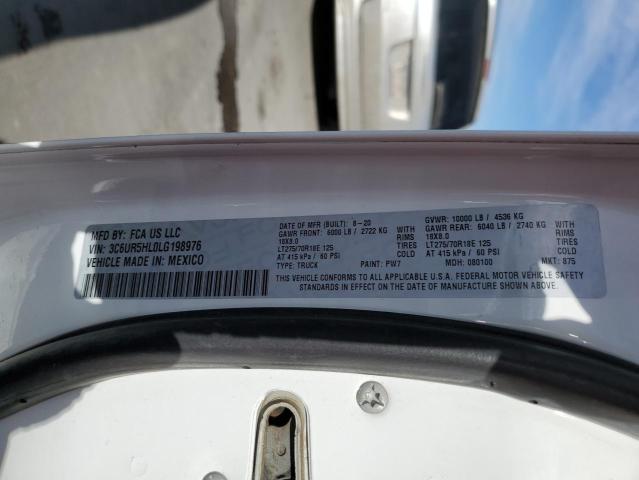 MFD BY: FCA US LLC
VIN: 3C6UR5HL0LG198976
VEHICLE MADE IN: MEXICO
DATE OF MFR (BUILT): 8-20
GAWR FRONT: 6000 LB / 2722 KG
18X8.0 RIMS
LT275/70R18E 125 TIRES
AT 415 kPa / 60 PSI COLD
TYPE: TRUCK PAINT: PW7
GVWR: 10000 LB / 4536 KG
GAWR REAR: 6040 LB / 2740 KG
18X8.0 RIMS
LT275/70R18E 125 TIRES
AT 415 kPa / 60 PSI COLD
MDH: 080100 MKT: 875
THIS VEHICLE CONFORMS TO ALL APPLICABLE U.S.A. FEDERAL MOTOR VEHICLE SAFETY
STANDARDS IN EFFECT ON THE DATE OF MANUFACTURE SHOWN ABOVE.